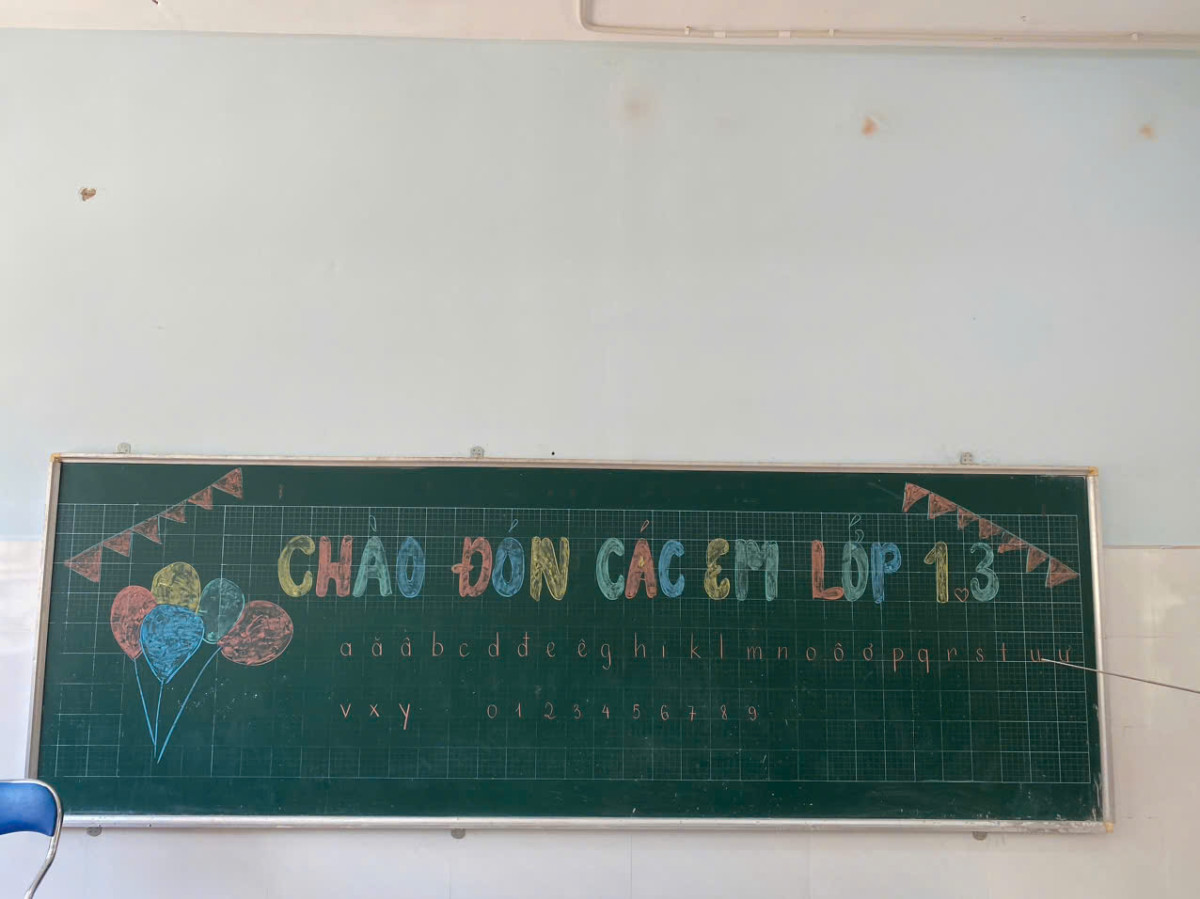 CHÀO ĐÓN CÁC EM LỚP 1.3
a ă â b c d đ e ê g h i k l m n o ô ơ p q r s t u ư
v x y 0 1 2 3 4 5 6 7 8 9